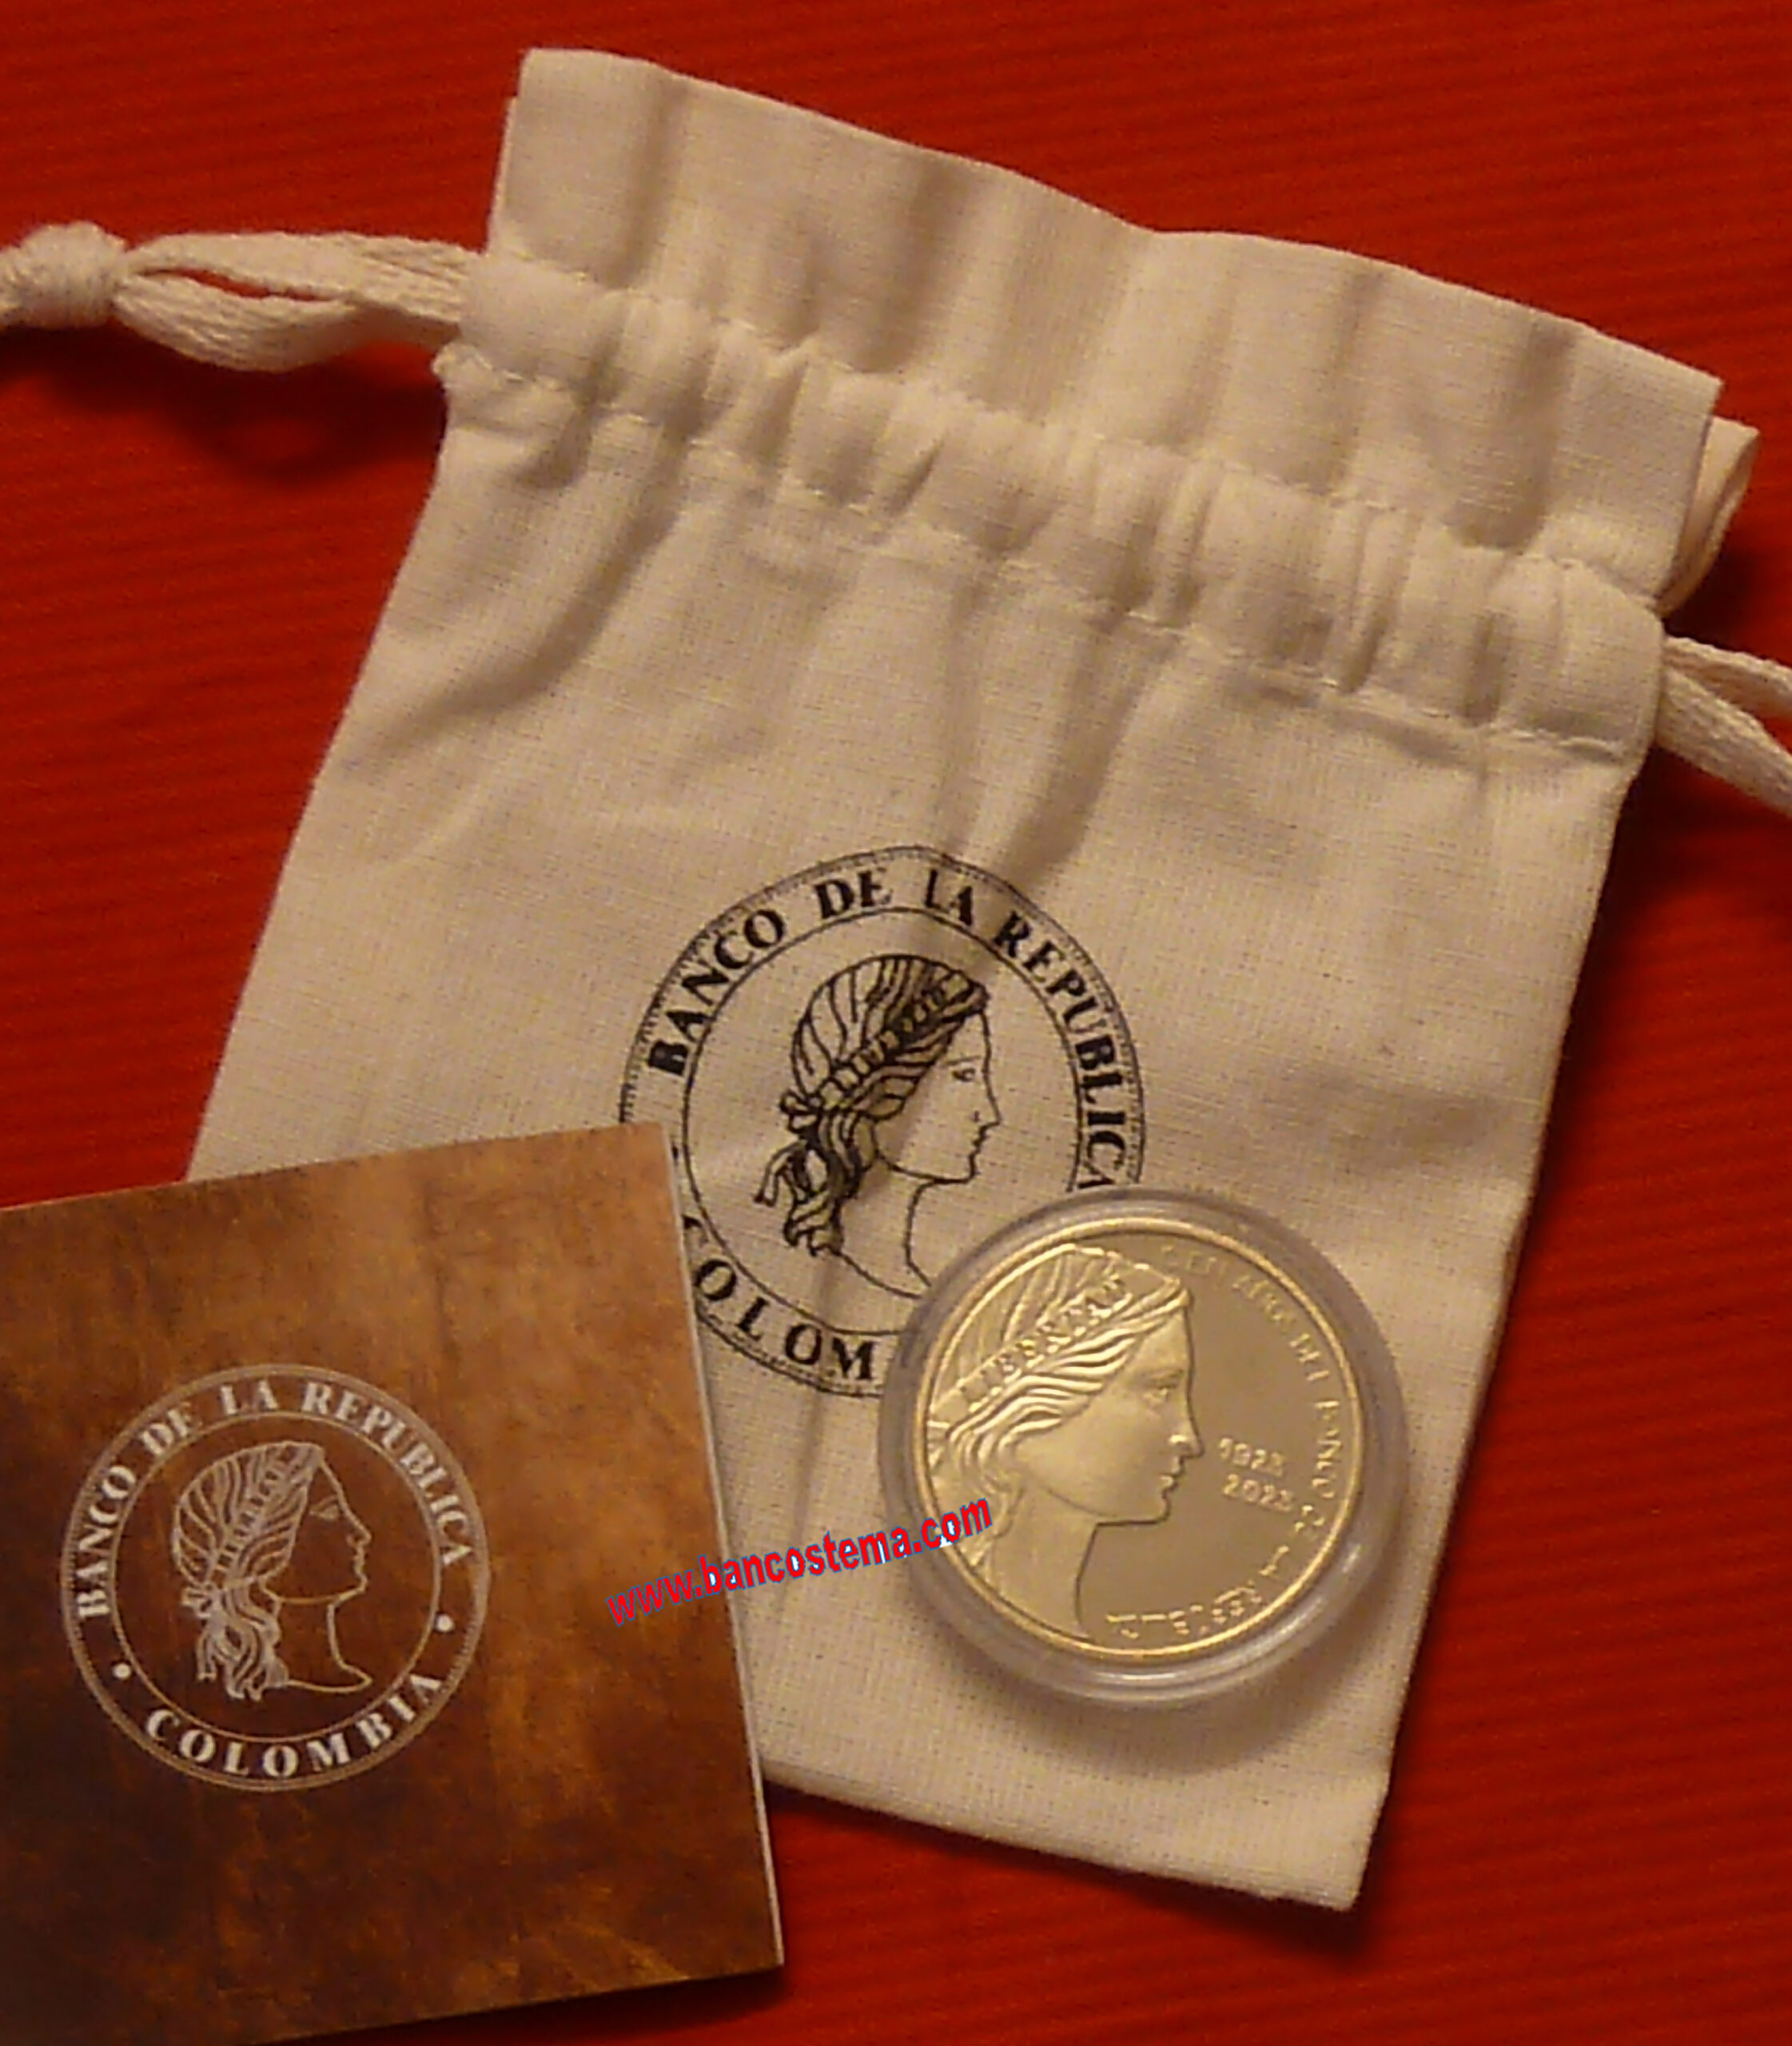 BANCO DE LA REPUBLICA
COLOM
BANCO DE LA REPUBLICA
• COLOMBIA •
LIBERTAD
1923
2023
www.bancostema.com